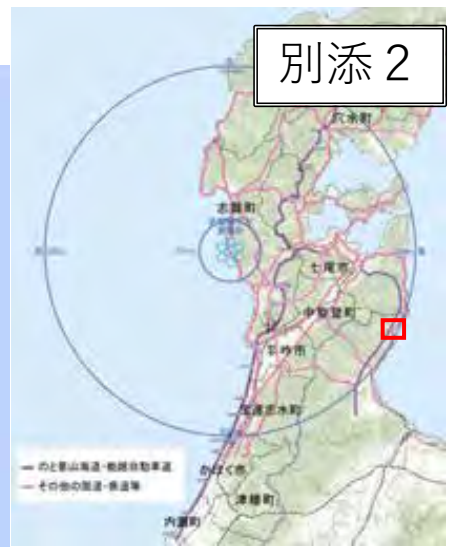 別添２
穴水町
志賀町
七尾市
中能登町
羽咋市
宝達志水町
かほく市
津幡町
内灘町
のと里山海道・能越自動車道
その他の国道・県道等